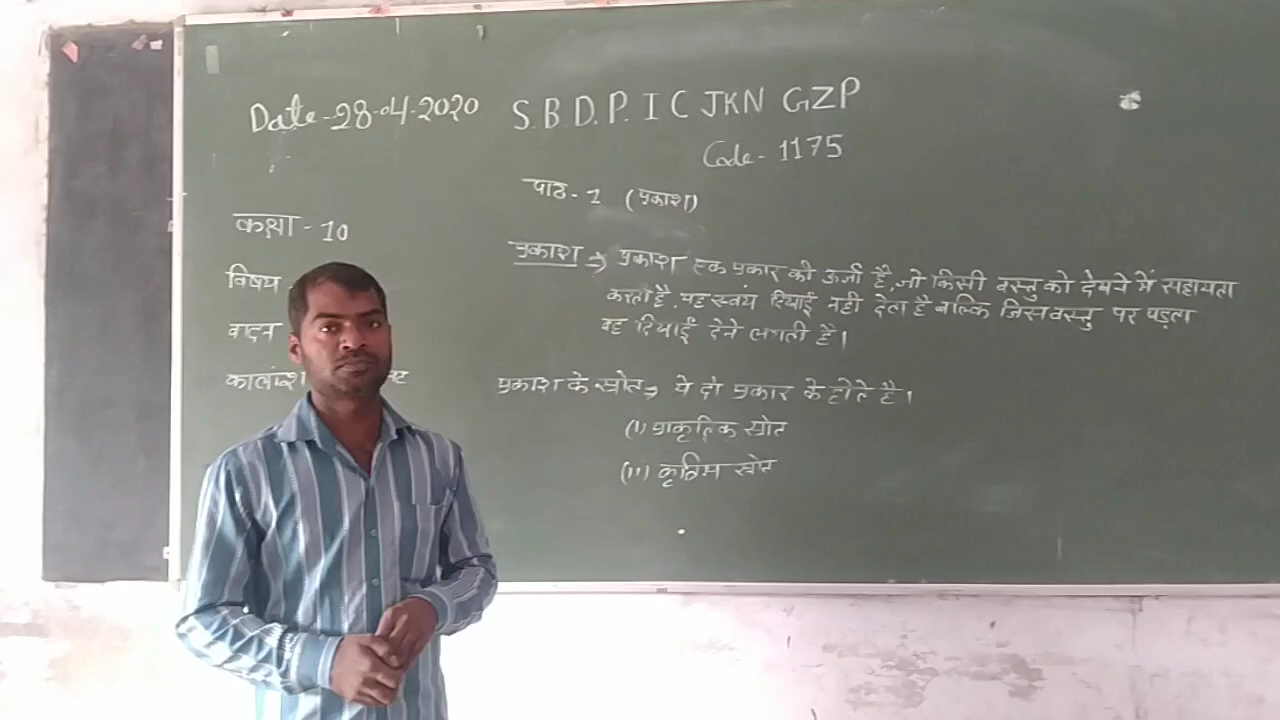 Date-28-04-2020 S.B.D.P. I C JKN GZP
Code-1175
पाठ-1 (प्रकाश)
कक्षा-10
विषय
वादन
कालांश
प्रकाश → प्रकाश एक प्रकार की ऊर्जा है, जो किसी वस्तु को देखने में सहायता
करता है, यह स्वयं दिखाई नही देता है बल्कि जिस वस्तु पर पड़ता
वह दिखाई देने लगती है।
प्रकाश के स्रोत → ये दो प्रकार के होते है।
(i) प्राकृतिक स्रोत
(ii) कृत्रिम स्रोत